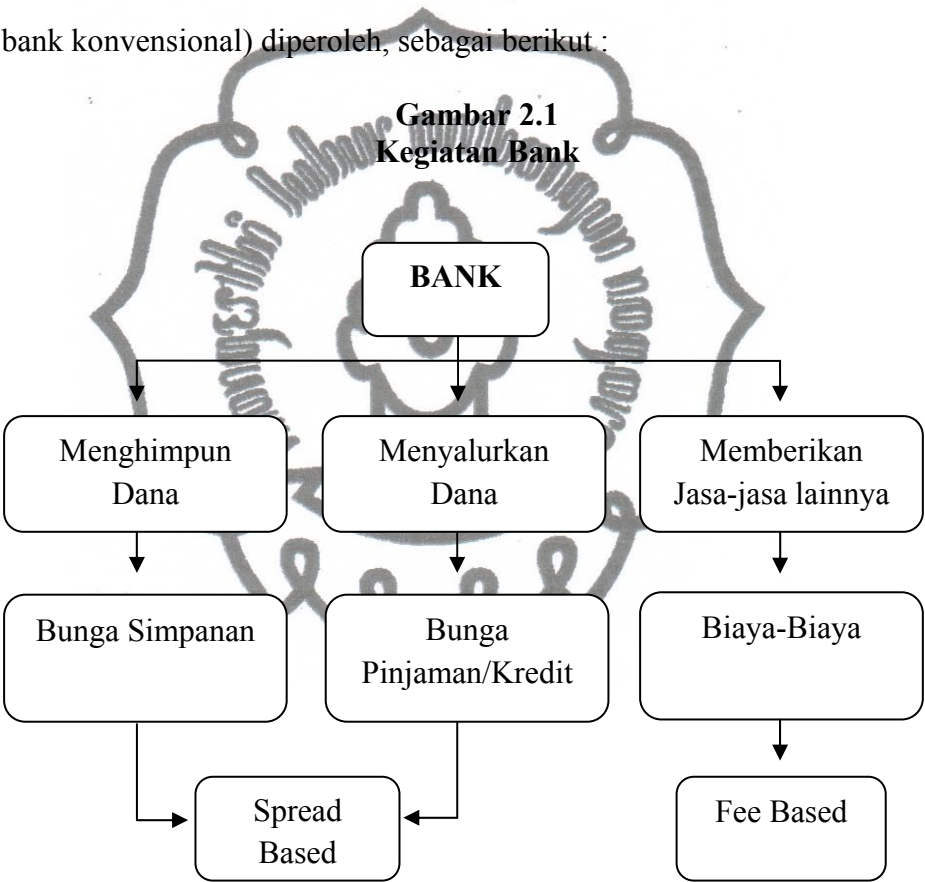 bank konvensional) diperoleh, sebagai berikut :
Gambar 2.1
Kegiatan Bank
BANK
Menghimpun
Dana
Menyalurkan
Dana
Memberikan
Jasa-jasa lainnya
Bunga Simpanan
Bunga
Pinjaman/Kredit
Biaya-Biaya
Spread
Based
Fee Based